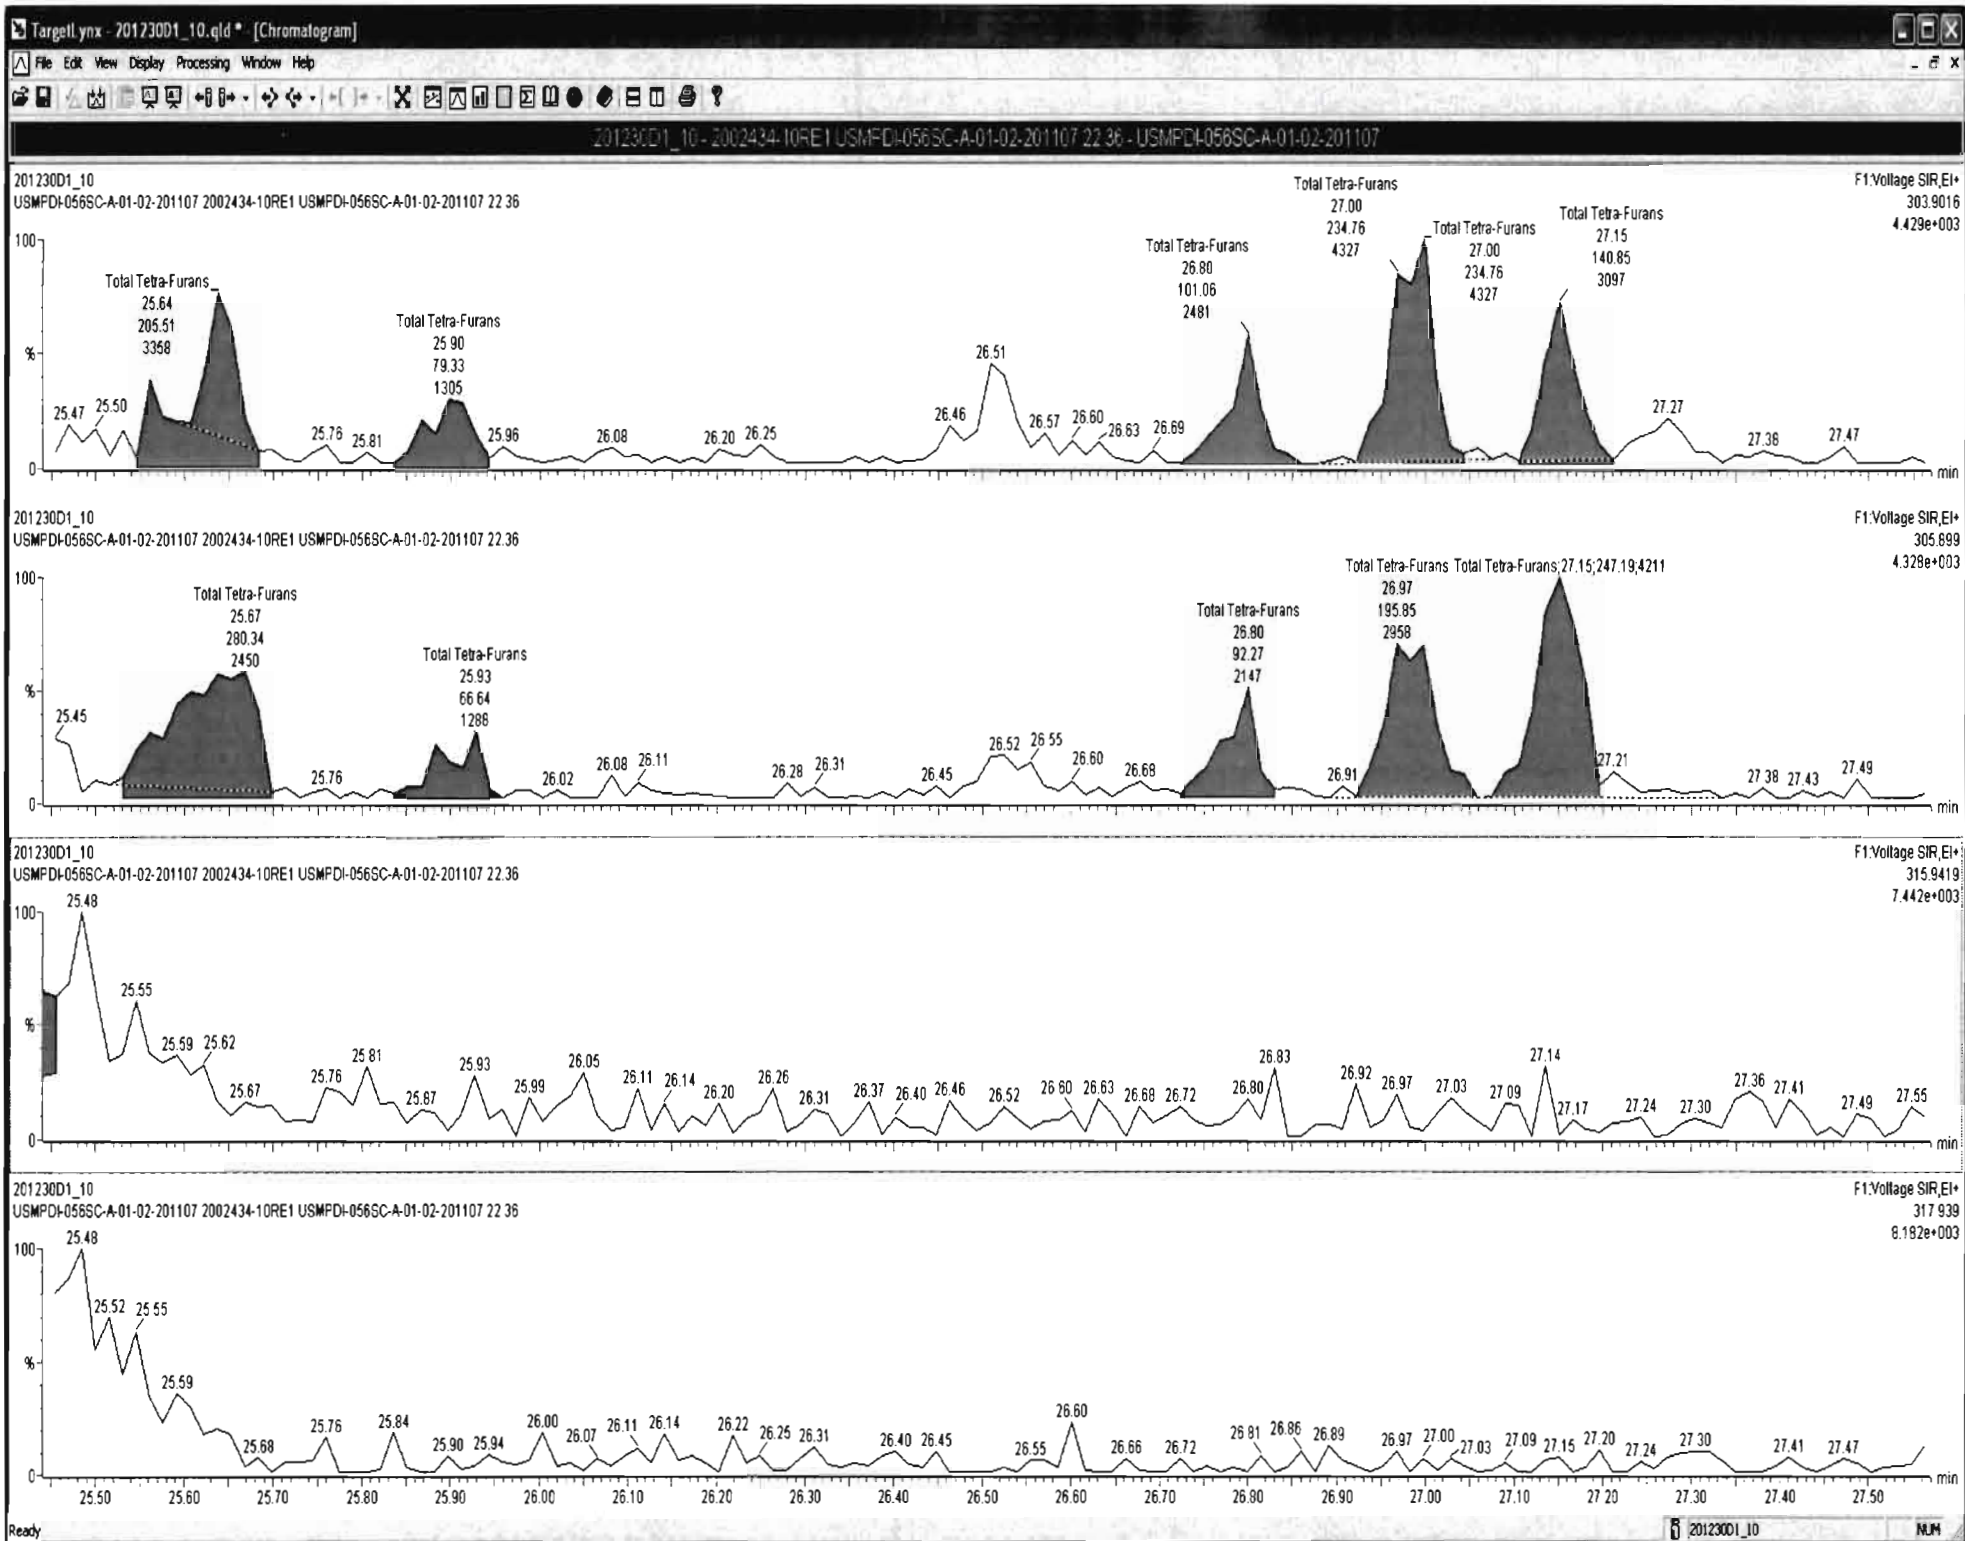 TargetLynx - 201230D1_10.qld * - [Chromatogram]
File Edit View Display Processing Window Help
201230D1_10 - 2002434-10RE1 USMPDI-056SC-A-01-02-201107 22.36 - USMPDI-056SC-A-01-02-201107
201230D1_10
USMPDI-056SC-A-01-02-201107 2002434-10RE1 USMPDI-056SC-A-01-02-201107 22.36
F1:Voltage SIR,EI+
303.9016
4.429e+003
100
%
0
Total Tetra-Furans
25.64
205.51
3358
Total Tetra-Furans
25.90
79.33
1305
Total Tetra-Furans
26.80
101.06
2481
Total Tetra-Furans
27.00
234.76
4327
Total Tetra-Furans
27.00
234.76
4327
Total Tetra-Furans
27.15
140.85
3097
25.47 25.50 25.76 25.81 25.96 26.08 26.20 26.25 26.46 26.51 26.57 26.60 26.63 26.69 27.27 27.38 27.47
min
201230D1_10
USMPDI-056SC-A-01-02-201107 2002434-10RE1 USMPDI-056SC-A-01-02-201107 22.36
F1:Voltage SIR,EI+
305.899
4.328e+003
100
%
0
Total Tetra-Furans
25.67
280.34
2450
Total Tetra-Furans
25.93
66.64
1288
Total Tetra-Furans
26.80
92.27
2147
Total Tetra-Furans
26.97
195.85
2958
Total Tetra-Furans;27.15;247.19;4211
25.45 25.76 26.02 26.08 26.11 26.28 26.31 26.45 26.52 26.55 26.60 26.68 26.91 27.21 27.38 27.43 27.49
min
201230D1_10
USMPDI-056SC-A-01-02-201107 2002434-10RE1 USMPDI-056SC-A-01-02-201107 22.36
F1:Voltage SIR,EI+
315.9419
7.442e+003
100
%
0
25.48 25.55 25.59 25.62 25.67 25.76 25.81 25.87 25.93 25.99 26.05 26.11 26.14 26.20 26.26 26.31 26.37 26.40 26.46 26.52 26.60 26.63 26.68 26.72 26.80 26.83 26.92 26.97 27.03 27.09 27.14 27.17 27.24 27.30 27.36 27.41 27.49 27.55
min
201230D1_10
USMPDI-056SC-A-01-02-201107 2002434-10RE1 USMPDI-056SC-A-01-02-201107 22.36
F1:Voltage SIR,EI+
317.939
8.182e+003
100
%
0
25.48 25.52 25.55 25.59 25.68 25.76 25.84 25.90 25.94 26.00 26.07 26.11 26.14 26.22 26.25 26.31 26.40 26.45 26.55 26.60 26.66 26.72 26.81 26.86 26.89 26.97 27.00 27.03 27.09 27.15 27.20 27.24 27.30 27.41 27.47
min
25.50 25.60 25.70 25.80 25.90 26.00 26.10 26.20 26.30 26.40 26.50 26.60 26.70 26.80 26.90 27.00 27.10 27.20 27.30 27.40 27.50
Ready
201230D1_10
NUM